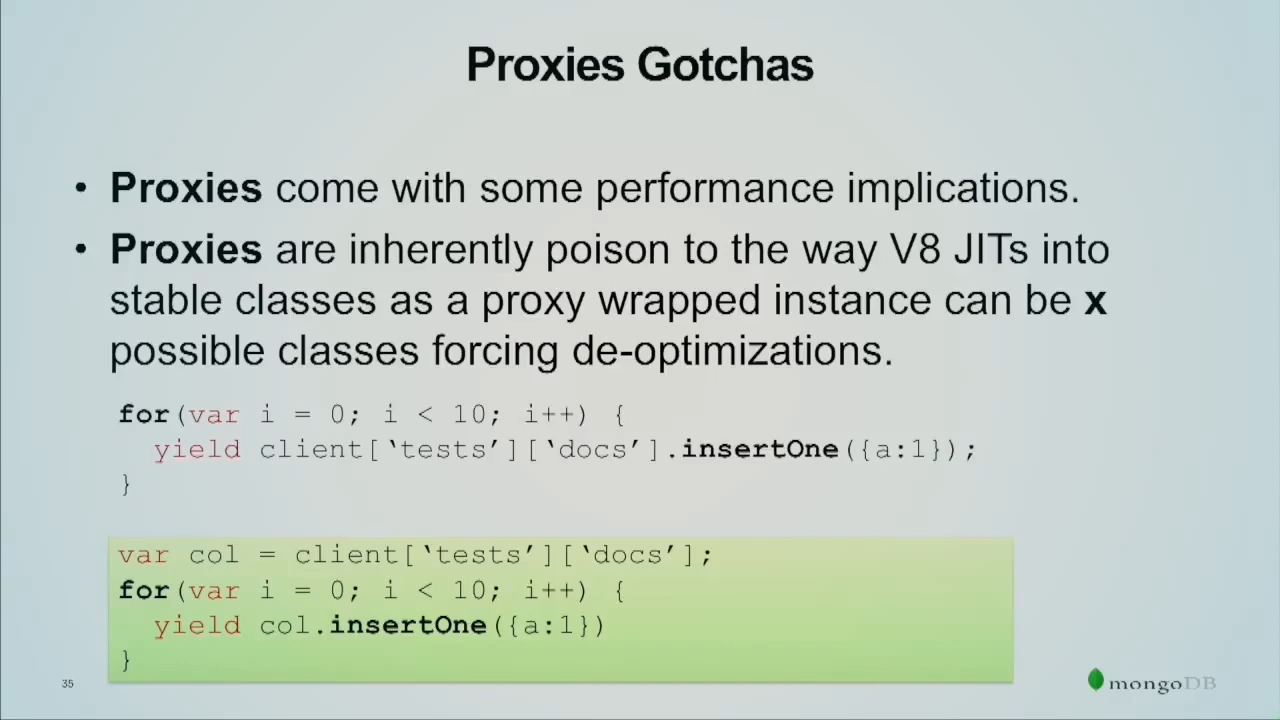 Proxies Gotchas
• Proxies come with some performance implications.
• Proxies are inherently poison to the way V8 JITs into
stable classes as a proxy wrapped instance can be x
possible classes forcing de-optimizations.
for(var i = 0; i < 10; i++) {
  yield client[‘tests’][‘docs’].insertOne({a:1});
}
var col = client[‘tests’][‘docs’];
for(var i = 0; i < 10; i++) {
  yield col.insertOne({a:1})
}
35
mongoDB